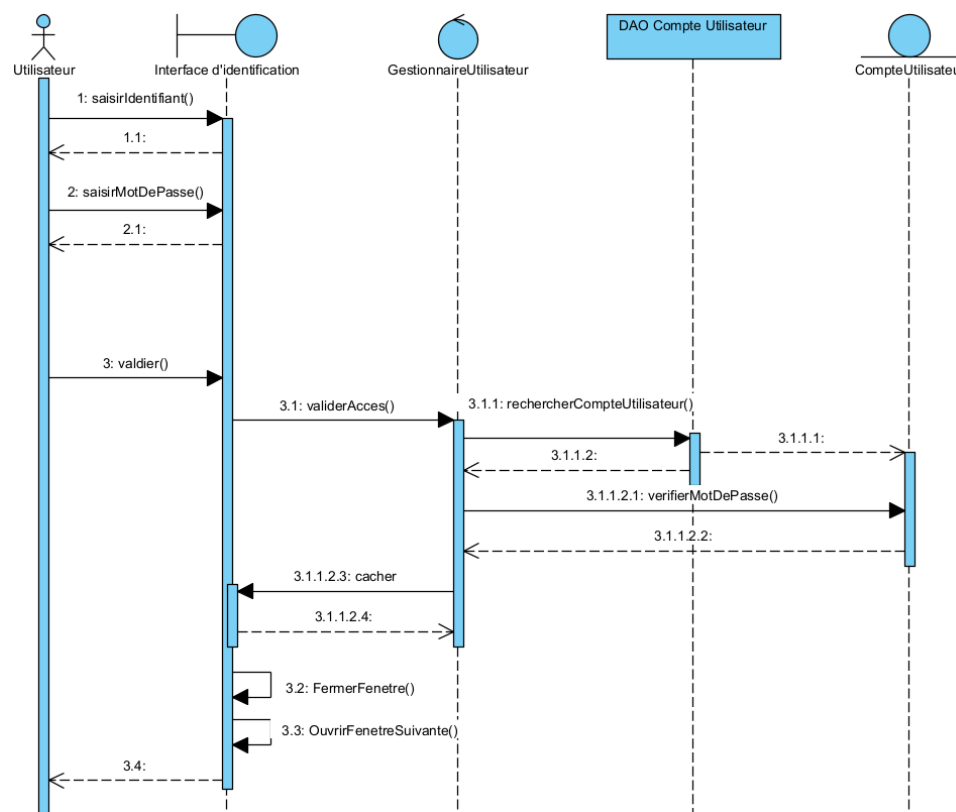 DAO Compte Utilisateur
Utilisateur
Interface d'identification
GestionnaireUtilisateur
CompteUtilisateur
1: saisirIdentifiant()
1.1:
2: saisirMotDePasse()
2.1:
3: valdier()
3.1: validerAcces()
3.1.1: rechercherCompteUtilisateur()
3.1.1.1:
3.1.1.2:
3.1.1.2.1: verifierMotDePasse()
3.1.1.2.2:
3.1.1.2.3: cacher
3.1.1.2.4:
3.2: FermerFenetre()
3.3: OuvrirFenetreSuivante()
3.4: